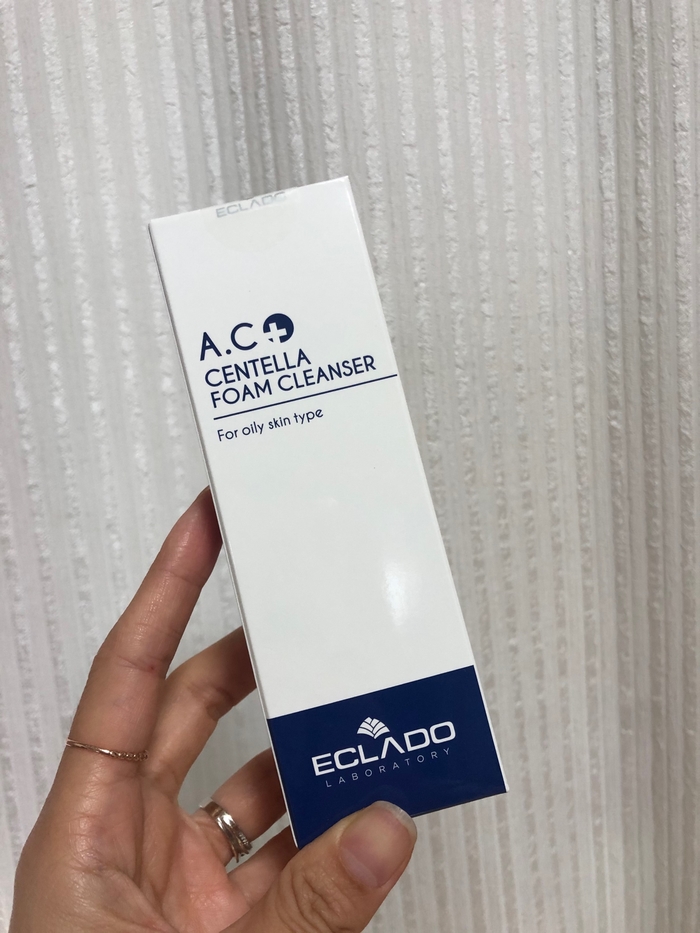 ECLADO
A.C+
CENTELLA
FOAM CLEANSER
For oily skin type
ECLADO
LABORATORY